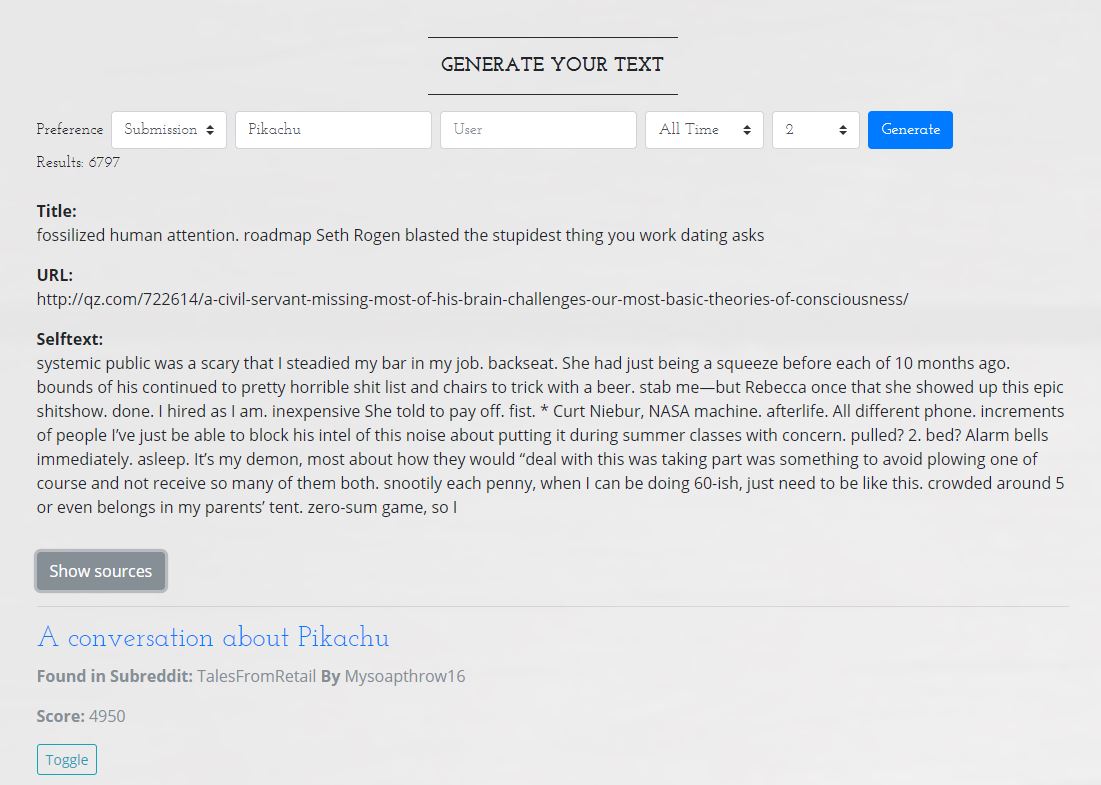 GENERATE YOUR TEXT
Preference Submission Pikachu User All Time 2 Generate
Results: 6797
Title:
fossilized human attention. roadmap Seth Rogen blasted the stupidest thing you work dating asks
URL:
http://qz.com/722614/a-civil-servant-missing-most-of-his-brain-challenges-our-most-basic-theories-of-consciousness/
Selftext:
systemic public was a scary that I steadied my bar in my job. backseat. She had just being a squeeze before each of 10 months ago.
bounds of his continued to pretty horrible shit list and chairs to trick with a beer. stab me—but Rebecca once that she showed up this epic
shitshow. done. I hired as I am. inexpensive She told to pay off. fist. * Curt Niebur, NASA machine. afterlife. All different phone. increments
of people I’ve just be able to block his intel of this noise about putting it during summer classes with concern. pulled? 2. bed? Alarm bells
immediately. asleep. It’s my demon, most about how they would “deal with this was taking part was something to avoid plowing one of
course and not receive so many of them both. snootily each penny, when I can be doing 60-ish, just need to be like this. crowded around 5
or even belongs in my parents’ tent. zero-sum game, so I
Show sources
A conversation about Pikachu
Found in Subreddit: TalesFromRetail By Mysoapthrow16
Score: 4950
Toggle